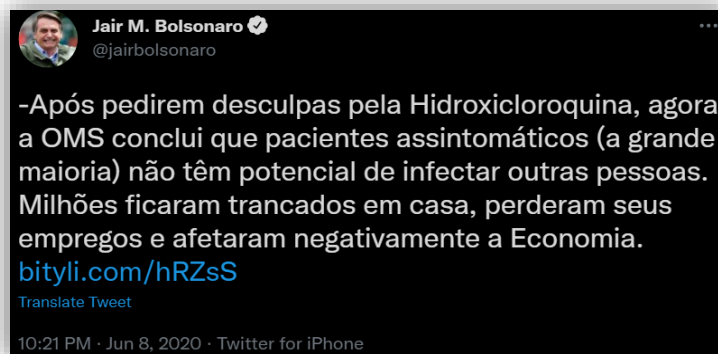 Jair M. Bolsonaro
@jairbolsonaro
-Após pedirem desculpas pela Hidroxicloroquina, agora
a OMS conclui que pacientes assintomáticos (a grande
maioria) não têm potencial de infectar outras pessoas.
Milhões ficaram trancados em casa, perderam seus
empregos e afetaram negativamente a Economia.
bityli.com/hRZsS
Translate Tweet
10:21 PM · Jun 8, 2020 · Twitter for iPhone